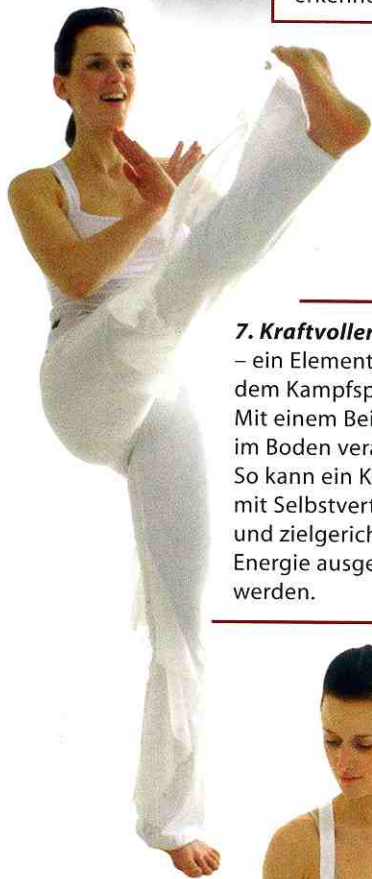 7. Kraftvoller
– ein Element
dem Kampfsp
Mit einem Bei
im Boden vera
So kann ein K
mit Selbstvert
und zielgerich
Energie ausge
werden.